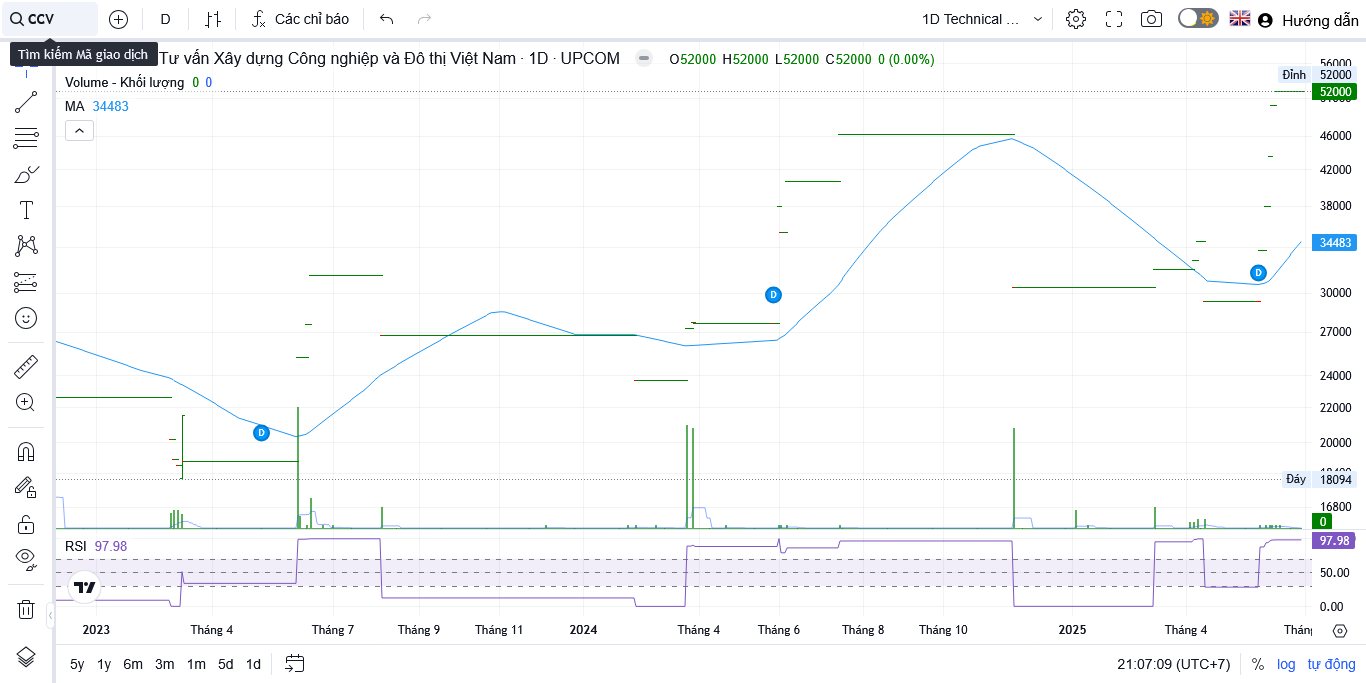 CCV
D
Các chỉ báo
1D Technical ...
Hướng dẫn
Tìm kiếm Mã giao dịch
Tư vấn Xây dựng Công nghiệp và Đô thị Việt Nam · 1D · UPCOM
O52000 H52000 L52000 C52000 0 (0.00%)
Volume - Khối lượng 0 0
MA 34483
56000
Đỉnh 52000
52000
46000
42000
38000
34483
30000
27000
24000
22000
20000
Đáy 18094
16800
0
D
D
D
RSI 97.98
97.98
50.00
0.00
2023
Tháng 4
Tháng 7
Tháng 9
Tháng 11
2024
Tháng 4
Tháng 6
Tháng 8
Tháng 10
2025
Tháng 4
5y 1y 6m 3m 1m 5d 1d
21:07:09 (UTC+7)
% log tự động